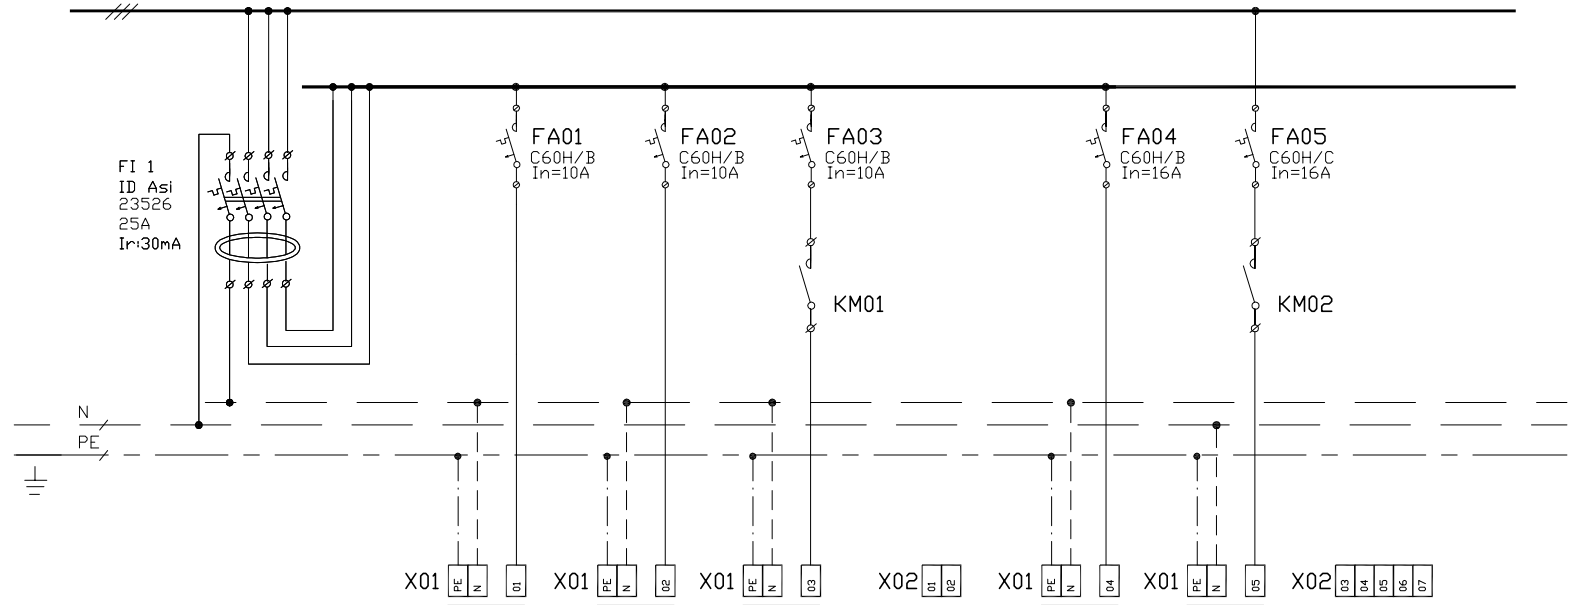 FA01
C60H/B
In=10A
FA02
C60H/B
In=10A
FA03
C60H/B
In=10A
FA04
C60H/B
In=16A
FA05
C60H/C
In=16A
FI 1
ID Asi
23526
25A
Ir:30mA
KM01
KM02
N
PE
X01
PE
N
01
X01
PE
N
02
X01
PE
N
03
X02
01
02
X01
PE
N
04
X01
PE
N
05
X02
03
04
05
06
07